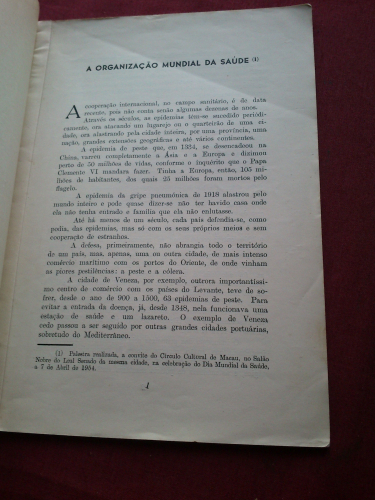 A ORGANIZAÇÃO MUNDIAL DA SAÚDE (1)
A cooperação internacional, no campo sanitário, é de data
recente, pois não conta senão algumas dezenas de anos.
Através os séculos, as epidemias têm-se sucedido periòdi-
camente, ora atacando um lugarejo ou o quarteirão de uma ci-
dade, ora alastrando pela cidade inteira, por uma província, uma
nação, grandes extensões geográficas e até vários continentes.
A epidemia de peste que, em 1334, se desencadeou na
China, varreu completamente a Ásia e a Europa e dizimou
perto de 50 milhões de vidas, conforme o inquérito que o Papa
Clemente VI mandara fazer. Tinha a Europa, então, 105 mi-
lhões de habitantes, dos quais 25 milhões foram mortos pelo
flagelo.
A epidemia da gripe pneumónica de 1918 alastrou pelo
mundo inteiro e pode quase dizer-se não ter havido casa onde
ela não tenha entrado e família que ela não enlutasse.
Até há menos de um século, cada país defendia-se, como
podia, das epidemias, mas só com os seus próprios meios e sem
cooperação de estranhos.
A defesa, primeiramente, não abrangia todo o território
de um país, mas, apenas, uma ou outra cidade, de mais intenso
comércio marítimo com os portos do Oriente, de onde vinham
as piores pestilências: a peste e a cólera.
A cidade de Veneza, por exemplo, outrora importantíssi-
mo centro de comércio com os países do Levante, teve de so-
frer, desde o ano de 900 a 1500, 63 epidemias de peste. Para
evitar a entrada da doença, já, desde 1348, nela funcionava uma
estação de saúde e um lazareto. O exemplo de Veneza
cedo passou a ser seguido por outras grandes cidades portuárias,
sobretudo do Mediterrâneo.
(1) Palestra realizada, a convite do Círculo Cultural de Macau, no Salão
Nobre do Leal Senado da mesma cidade, na celebração do Dia Mundial da Saúde,
a 7 de Abril de 1954.
1